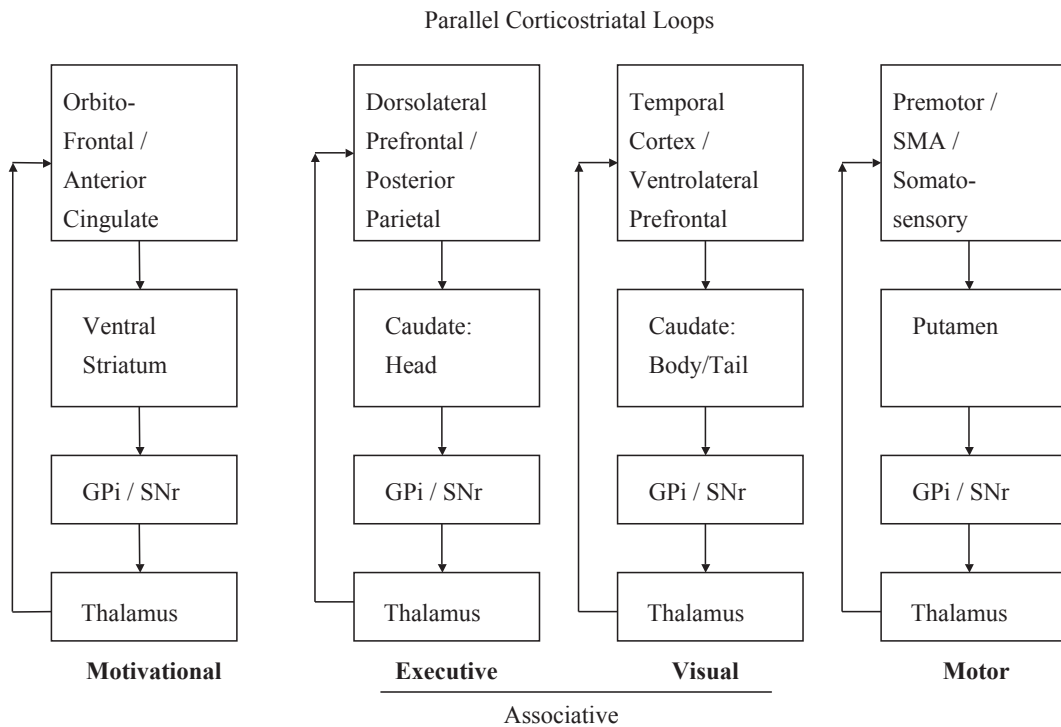 Parallel Corticostriatal Loops
Orbito-
Frontal /
Anterior
Cingulate
Ventral
Striatum
GPi / SNr
Thalamus
Motivational
Dorsolateral
Prefrontal /
Posterior
Parietal
Caudate:
Head
GPi / SNr
Thalamus
Executive
Temporal
Cortex /
Ventrolateral
Prefrontal
Caudate:
Body/Tail
GPi / SNr
Thalamus
Visual
Associative
Premotor /
SMA /
Somato-
sensory
Putamen
GPi / SNr
Thalamus
Motor